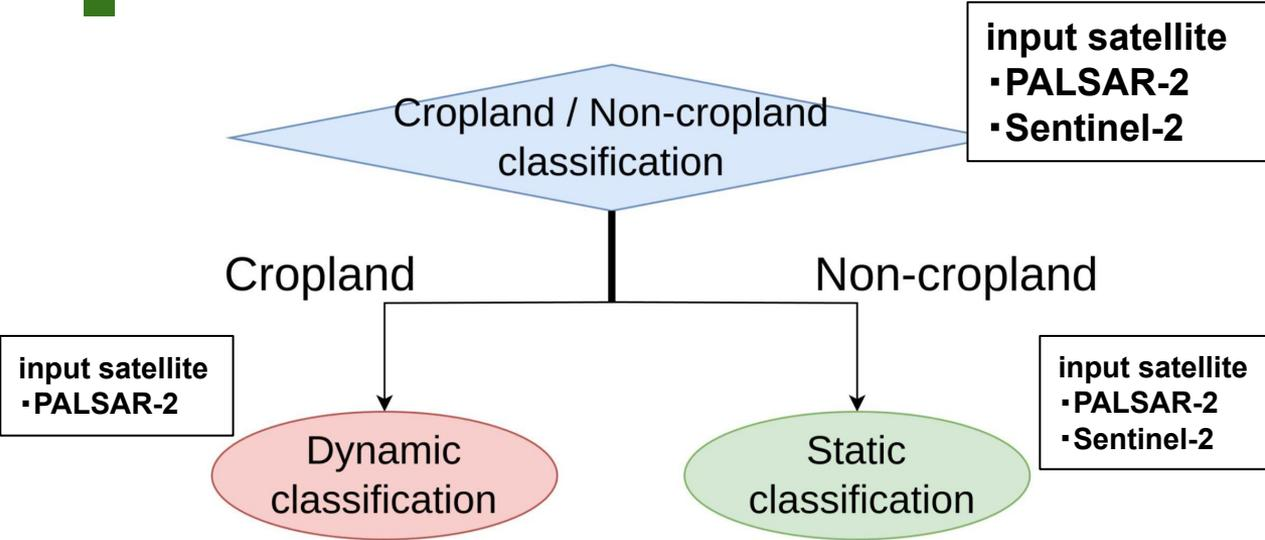 input satellite
･PALSAR-2
･Sentinel-2
Cropland / Non-cropland
classification
Cropland
Non-cropland
input satellite
･PALSAR-2
input satellite
･PALSAR-2
･Sentinel-2
Dynamic
classification
Static
classification